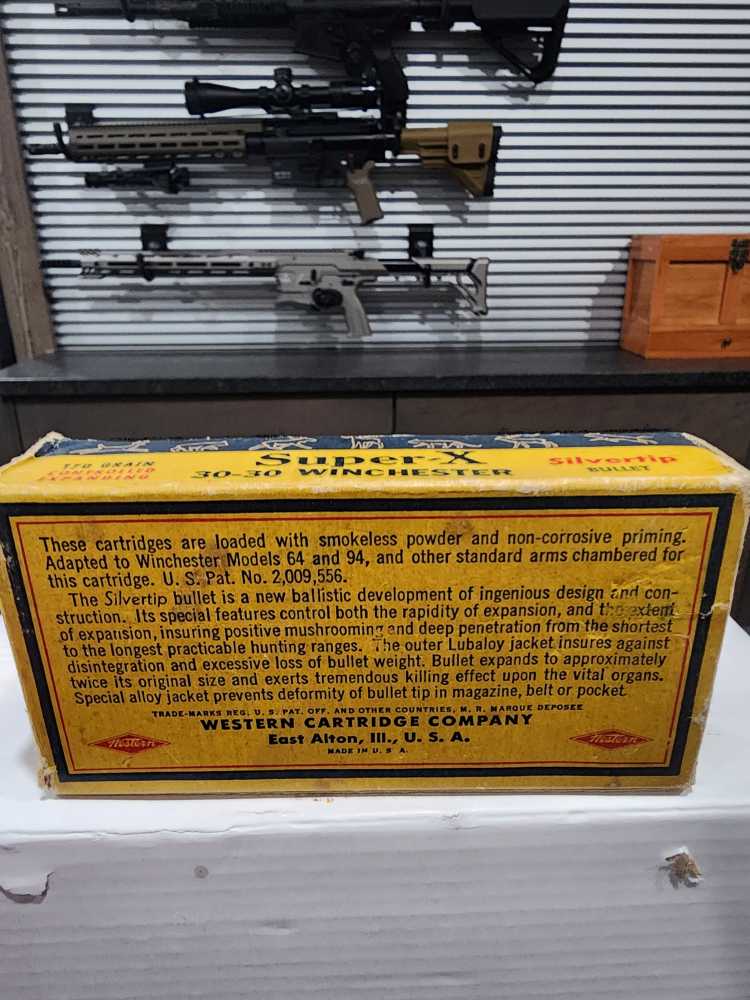 170 GRAIN
CONTROLLED
EXPANDING
Super-X
30-30 WINCHESTER
Silvertip
BULLET
These cartridges are loaded with smokeless powder and non-corrosive priming.
Adapted to Winchester Models 64 and 94, and other standard arms chambered for
this cartridge. U. S. Pat. No. 2,009,556.
The Silvertip bullet is a new ballistic development of ingenious design and con-
struction. Its special features control both the rapidity of expansion, and the extent
of expansion, insuring positive mushrooming and deep penetration from the shortest
to the longest practicable hunting ranges. The outer Lubaloy jacket insures against
disintegration and excessive loss of bullet weight. Bullet expands to approximately
twice its original size and exerts tremendous killing effect upon the vital organs.
Special alloy jacket prevents deformity of bullet tip in magazine, belt or pocket.
TRADE-MARKS REG. U. S. PAT. OFF. AND OTHER COUNTRIES, M. R. MARQUE DEPOSEE
WESTERN CARTRIDGE COMPANY
East Alton, Ill., U. S. A.
MADE IN U. S. A.
Western
Western